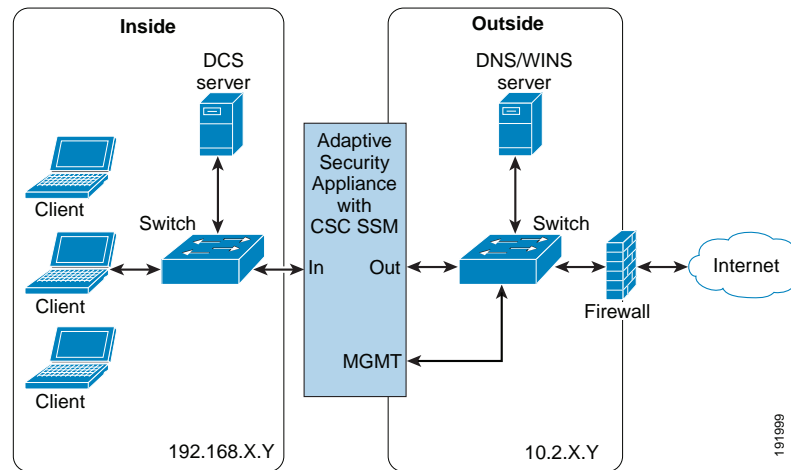 Inside
Outside
DCS
server
DNS/WINS
server
Adaptive
Security
Appliance
with
CSC SSM
Client
Switch
Switch
Client
In
Out
Internet
Firewall
MGMT
Client
192.168.X.Y
10.2.X.Y
191999